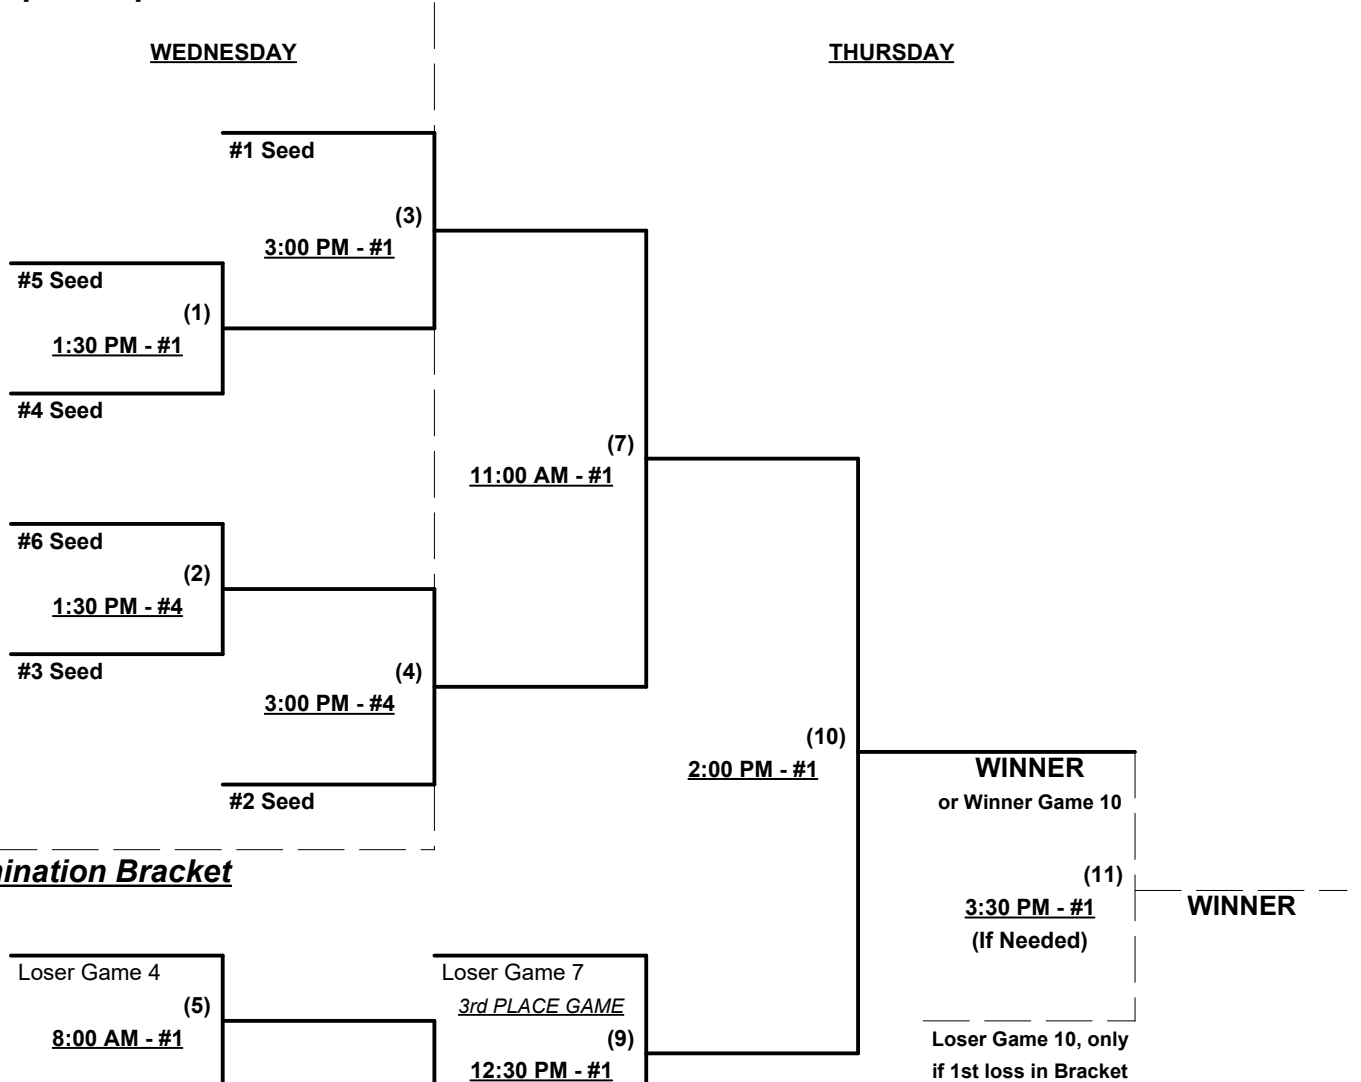 WEDNESDAY
THURSDAY
#1 Seed
(3)
3:00 PM - #1
#5 Seed
(1)
1:30 PM - #1
#4 Seed
(7)
11:00 AM - #1
#6 Seed
(2)
1:30 PM - #4
#3 Seed
(4)
3:00 PM - #4
#2 Seed
(10)
2:00 PM - #1
WINNER
or Winner Game 10
ination Bracket
(11)
3:30 PM - #1
(If Needed)
WINNER
Loser Game 4
(5)
8:00 AM - #1
Loser Game 7
3rd PLACE GAME
(9)
12:30 PM - #1
Loser Game 10, only
if 1st loss in Bracket